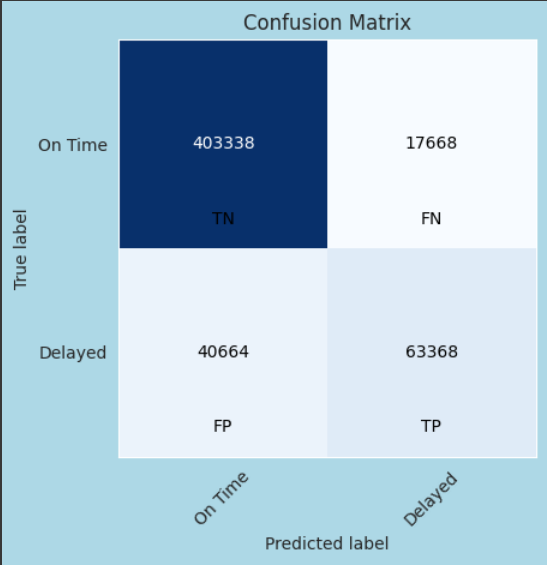 Confusion Matrix
On Time
403338
17668
TN
FN
True label
Delayed
40664
63368
FP
TP
On Time
Delayed
Predicted label